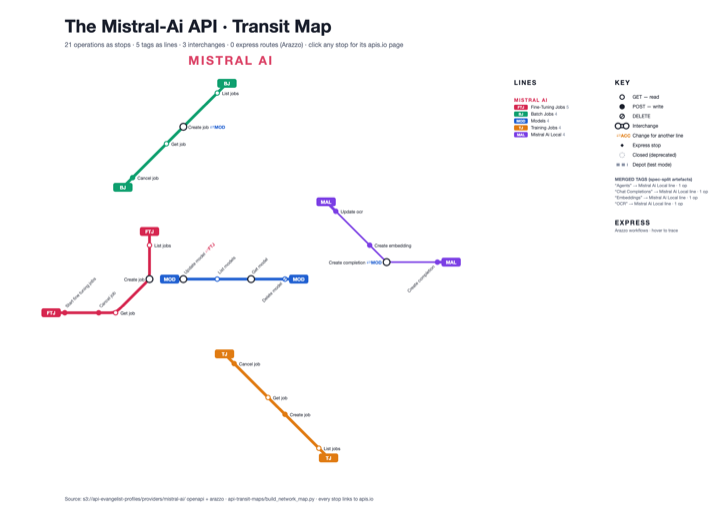 The Mistral-Ai API · Transit Map
21 operations as stops · 5 tags as lines · 3 interchanges · 0 express routes (Arazzo) · click any stop for its apis.io page
MISTRAL AI
BJ
List jobs
Create job ⇄MOD
Get job
Cancel job
BJ
FTJ
List jobs
Create job
Start fine tuning jobs
Cancel job
Get job
FTJ
MOD
Update model ⇄FTJ
List models
Get model
Delete model
MOD
MAL
Update ocr
Create embedding
Create completion ⇄MOD
Create completion
MAL
TJ
Cancel job
Get job
Create job
List jobs
TJ
LINES
MISTRAL AI
FTJ Fine-Tuning Jobs 5
BJ Batch Jobs 4
MOD Models 4
TJ Training Jobs 4
MAL Mistral Ai Local 4
KEY
GET — read
POST — write
DELETE
Interchange
⇄ACC Change for another line
Express stop
Closed (deprecated)
Depot (test mode)
MERGED TAGS (spec-split artefacts)
"Agents" → Mistral Ai Local line · 1 op
"Chat Completions" → Mistral Ai Local line · 1 op
"Embeddings" → Mistral Ai Local line · 1 op
"OCR" → Mistral Ai Local line · 1 op
EXPRESS
Arazzo workflows · hover to trace
Source: s3://api-evangelist-profiles/providers/mistral-ai/ openapi + arazzo · api-transit-maps/build_network_map.py · every stop links to apis.io